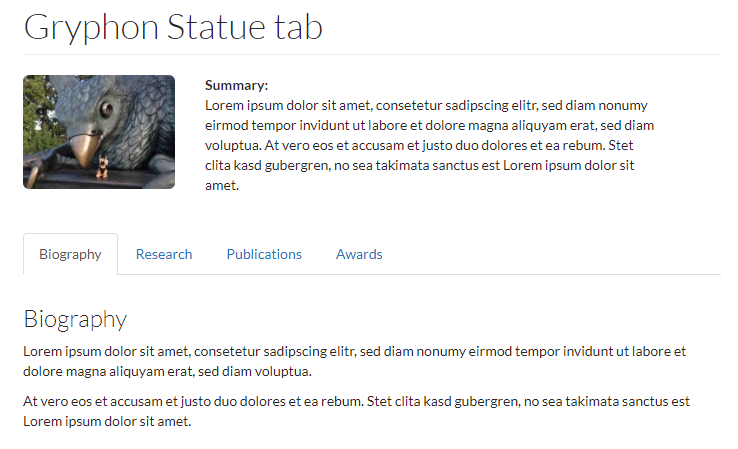 Gryphon Statue tab
Summary:
Lorem ipsum dolor sit amet, consetetur sadipscing elitr, sed diam nonumy
eirmod tempor invidunt ut labore et dolore magna aliquyam erat, sed diam
voluptua. At vero eos et accusam et justo duo dolores et ea rebum. Stet
clita kasd gubergren, no sea takimata sanctus est Lorem ipsum dolor sit
amet.
Biography Research Publications Awards
Biography
Lorem ipsum dolor sit amet, consetetur sadipscing elitr, sed diam nonumy eirmod tempor invidunt ut labore et
dolore magna aliquyam erat, sed diam voluptua.
At vero eos et accusam et justo duo dolores et ea rebum. Stet clita kasd gubergren, no sea takimata sanctus est
Lorem ipsum dolor sit amet.